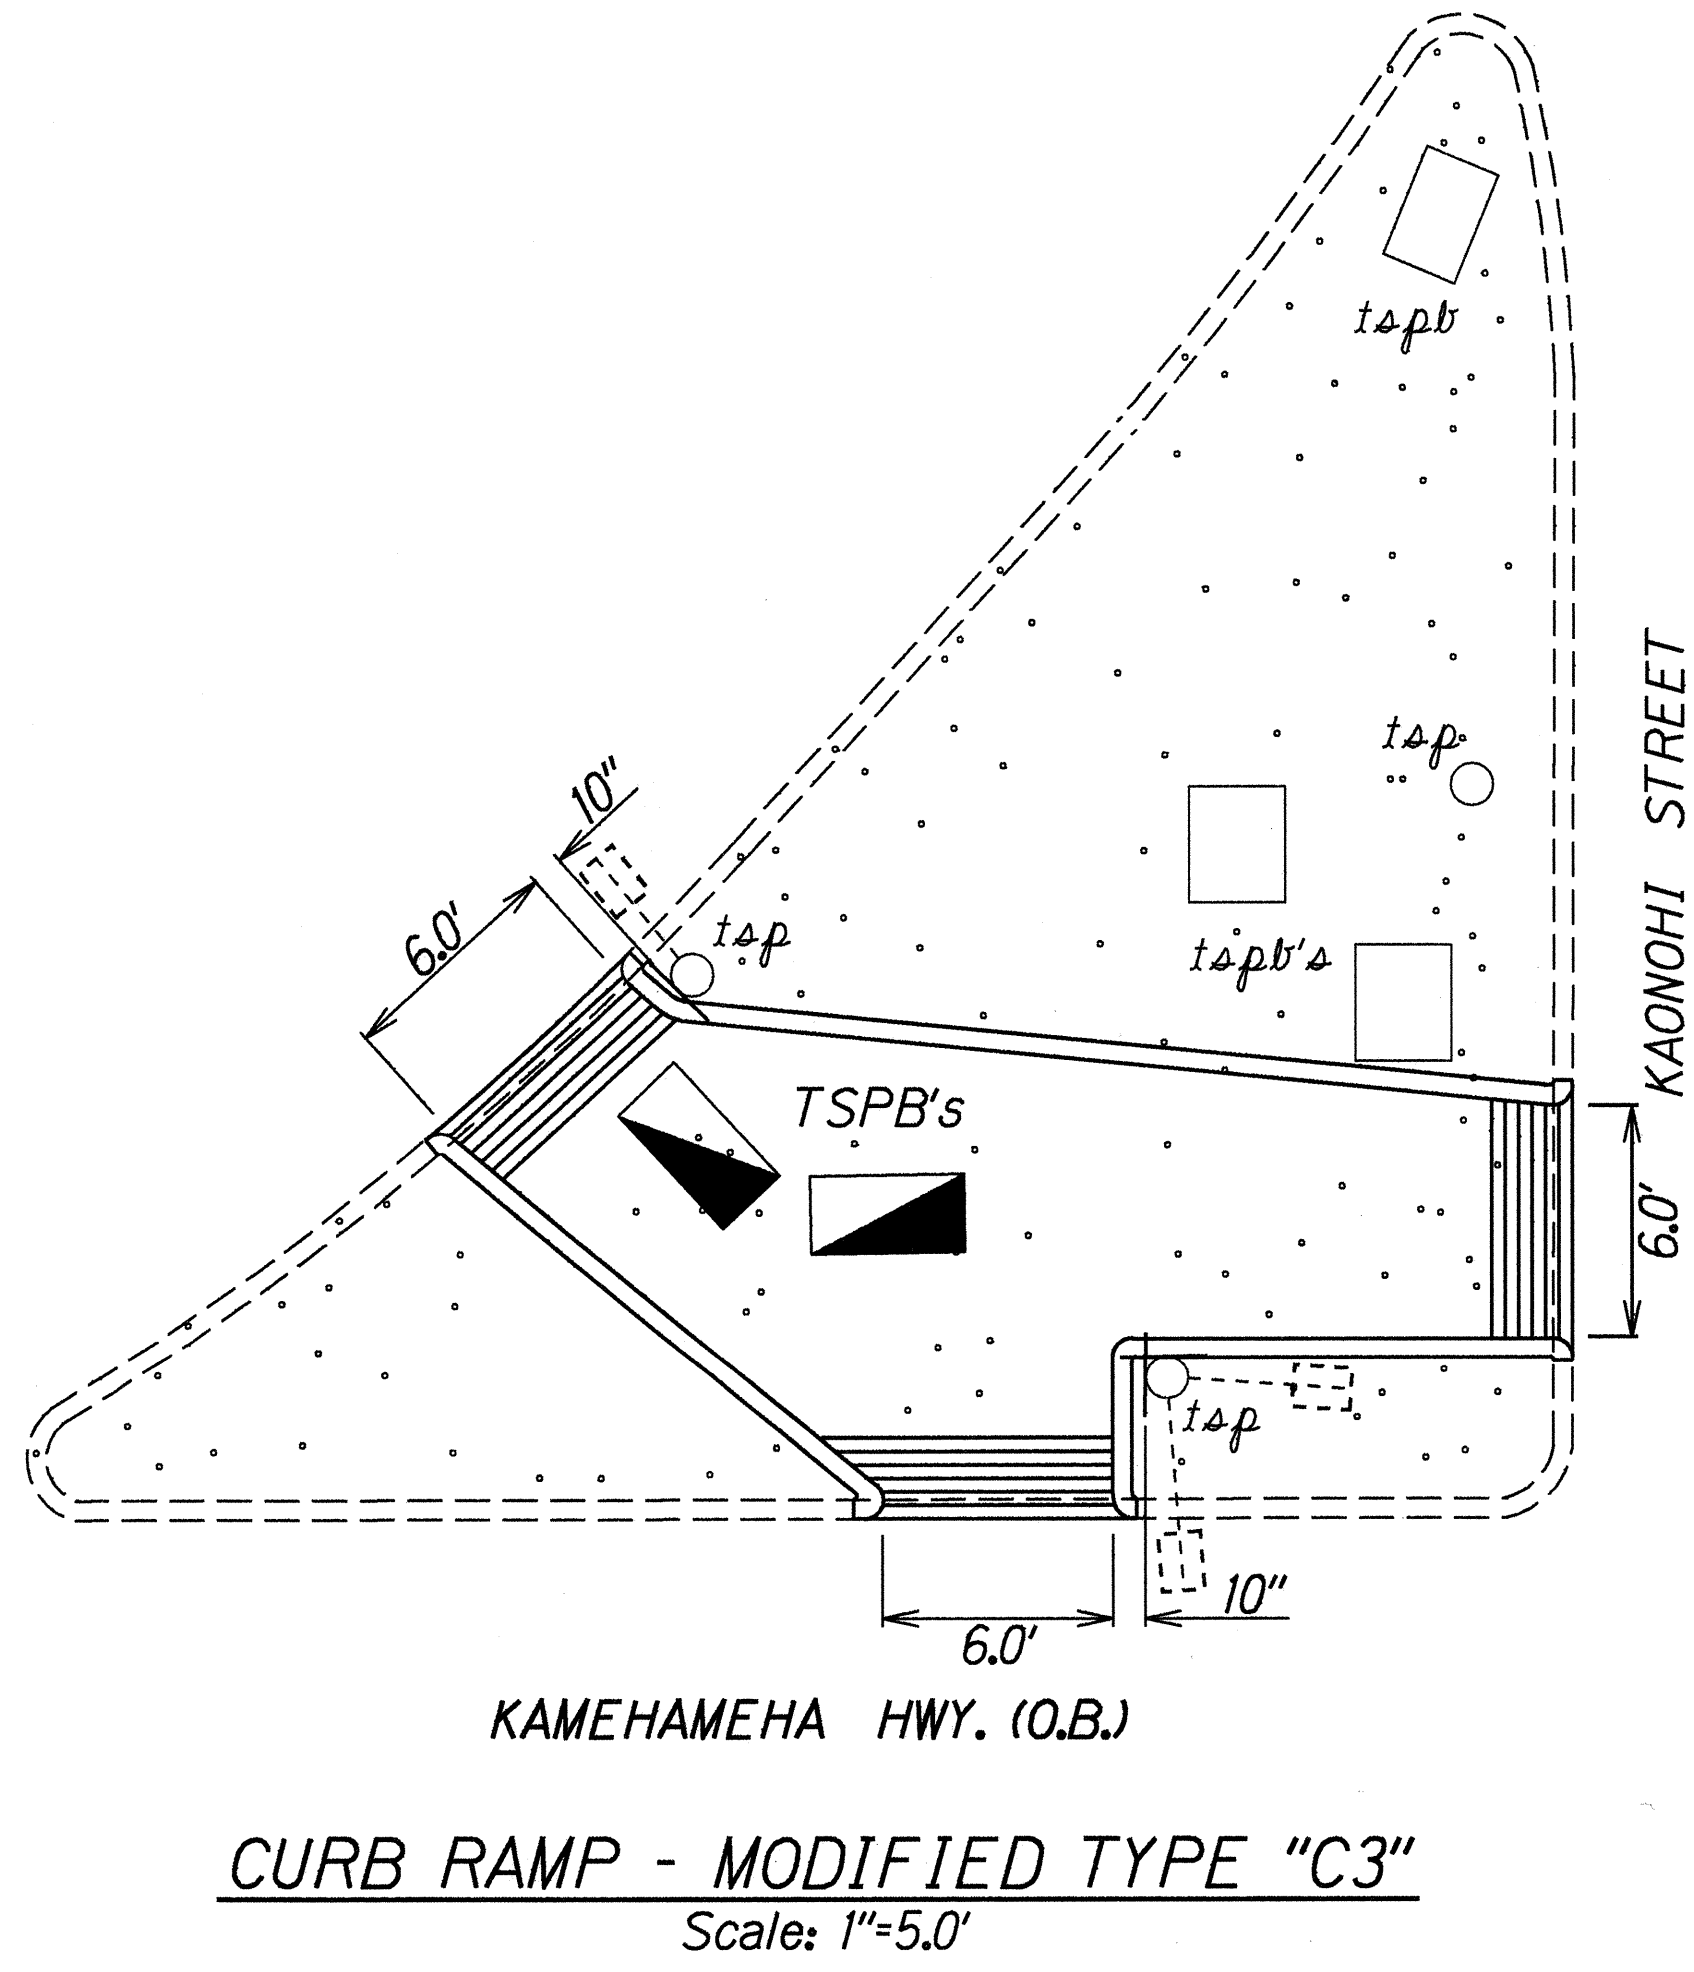 tspb
tsp
KAONOHI STREET
10"
6.0'
tsp
tspb's
TSPB's
6.0'
tsp
10"
6.0'
KAMEHAMEHA HWY. (O.B.)
CURB RAMP - MODIFIED TYPE "C3"
Scale: 1"=5.0'